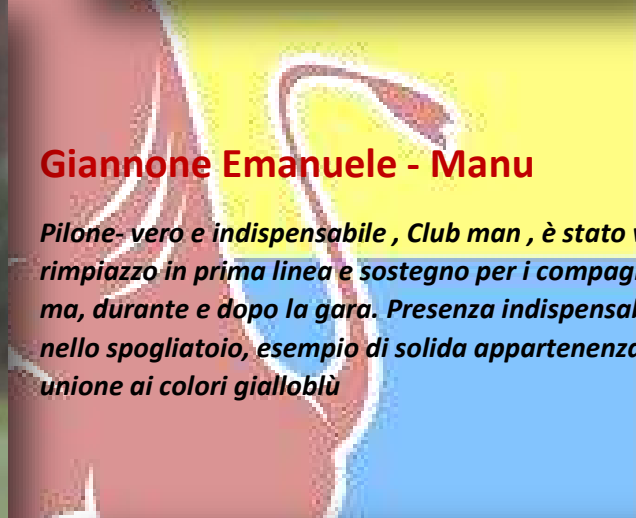 Giannone Emanuele - Manu
Pilone- vero e indispensabile , Club man , è stato
rimpiazzo in prima linea e sostegno per i compag
ma, durante e dopo la gara. Presenza indispensa
nello spogliatoio, esempio di solida appartenenza
unione ai colori gialloblù